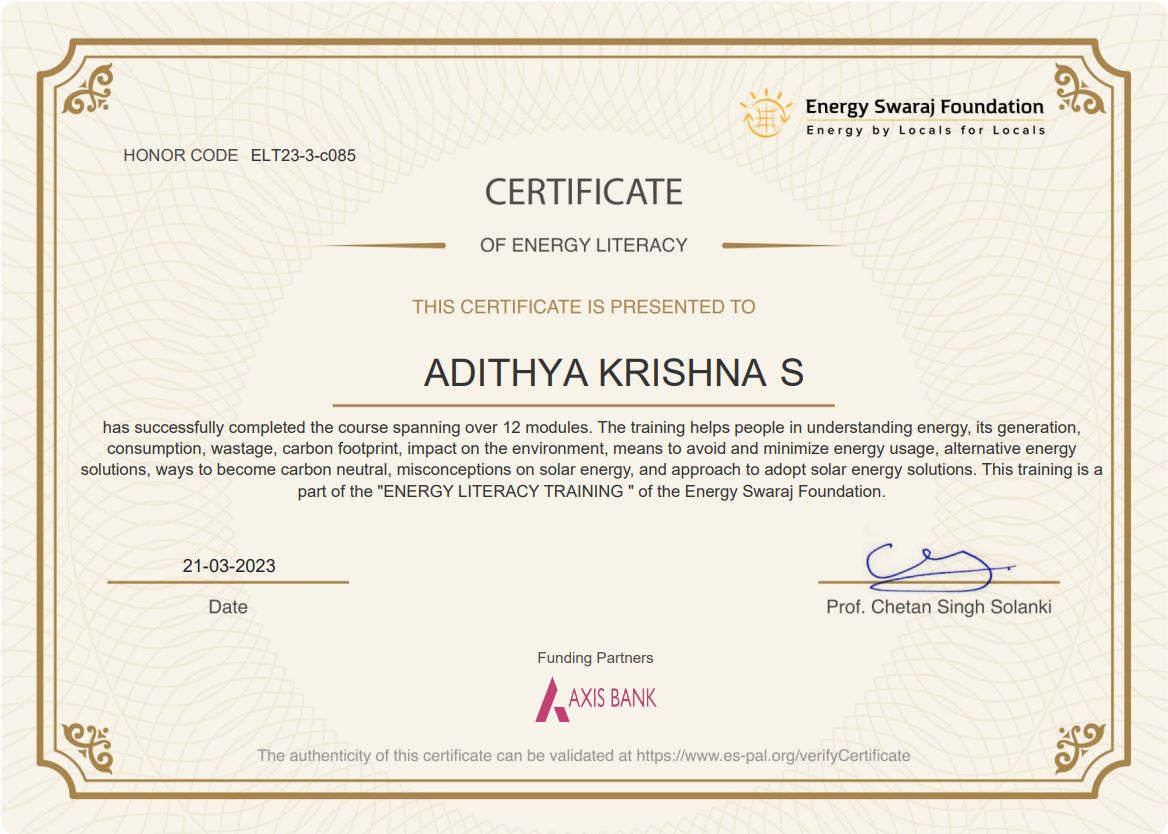 Energy Swaraj Foundation
Energy by Locals for Locals
HONOR CODE ELT23-3-c085
CERTIFICATE
OF ENERGY LITERACY
THIS CERTIFICATE IS PRESENTED TO
ADITHYA KRISHNA S
has successfully completed the course spanning over 12 modules. The training helps people in understanding energy, its generation,
consumption, wastage, carbon footprint, impact on the environment, means to avoid and minimize energy usage, alternative energy
solutions, ways to become carbon neutral, misconceptions on solar energy, and approach to adopt solar energy solutions. This training is a
part of the "ENERGY LITERACY TRAINING " of the Energy Swaraj Foundation.
21-03-2023
Date
Prof. Chetan Singh Solanki
Funding Partners
AXIS BANK
The authenticity of this certificate can be validated at https://www.es-pal.org/verifyCertificate